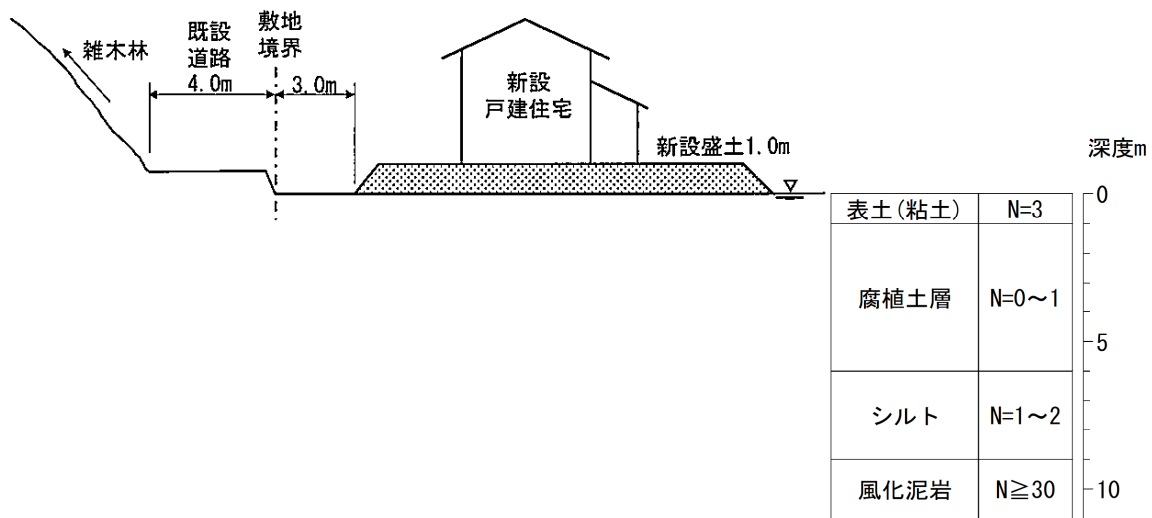 雑木林
既設
道路
4.0m
敷地
境界
3.0m
新設
戸建住宅
新設盛土1.0m
深度m
0
表土(粘土) N=3
腐植土層 N=0~1
5
シルト N=1~2
風化泥岩 N≧30
10